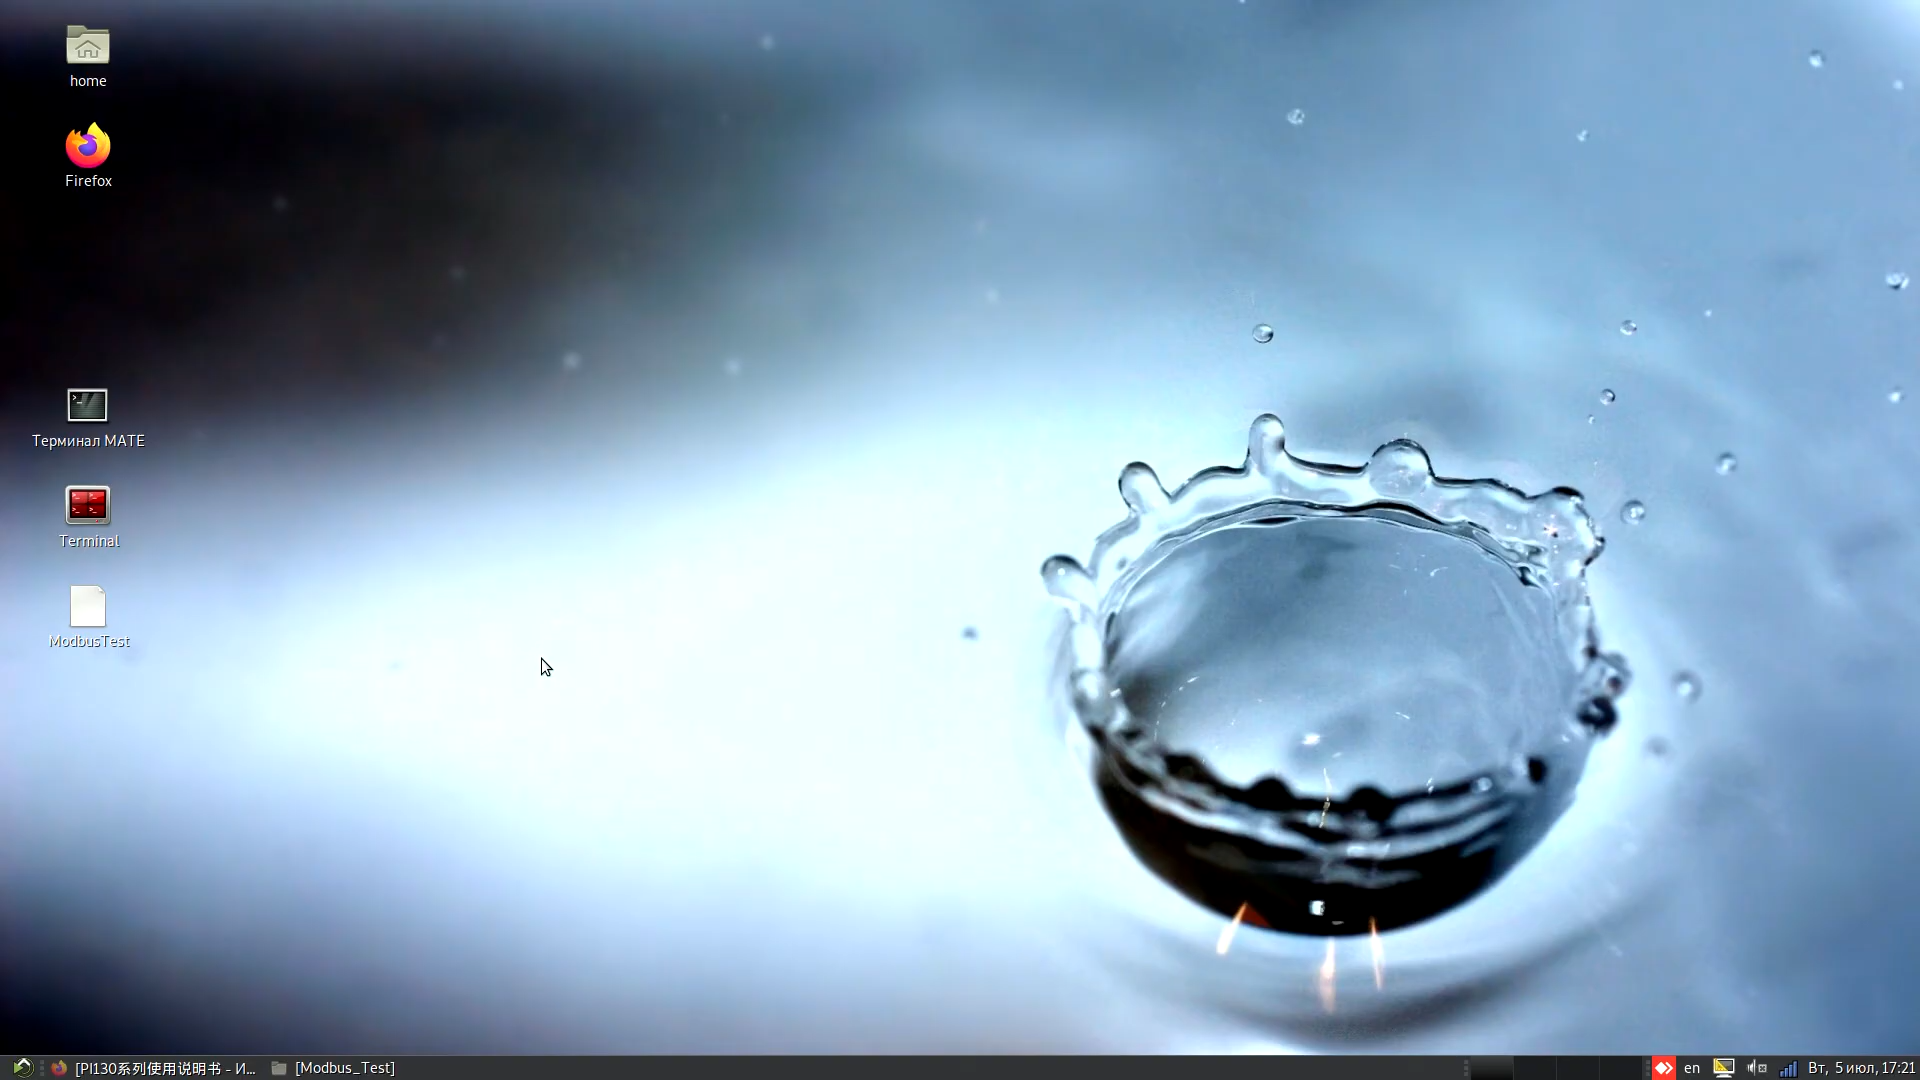 home
Firefox
Терминал MATE
Terminal
ModbusTest
[PI130系列使用说明书 - И...
[Modbus_Test]
en
Вт, 5 июл, 17:21